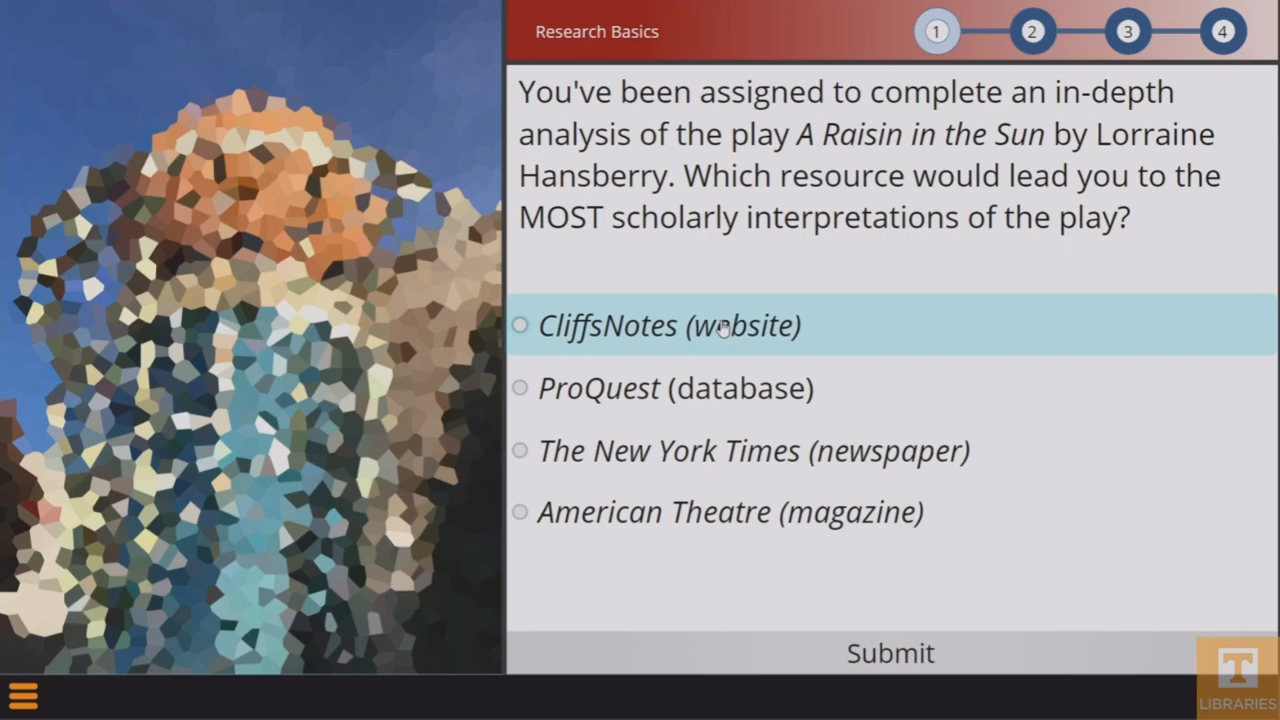 Research Basics
1 2 3 4
You've been assigned to complete an in-depth
analysis of the play A Raisin in the Sun by Lorraine
Hansberry. Which resource would lead you to the
MOST scholarly interpretations of the play?
CliffsNotes (website)
ProQuest (database)
The New York Times (newspaper)
American Theatre (magazine)
Submit
T
LIBRARIES